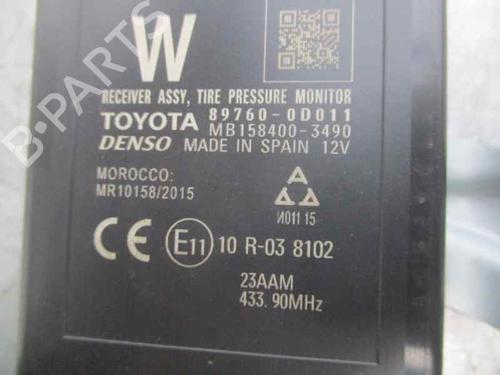 W
RECEIVER ASSY, TIRE PRESSURE MONITOR
TOYOTA 89760-0D011
DENSO MB158400-3490
MADE IN SPAIN 12V
MOROCCO:
MR10158/2015
И011 15
CE E11 10 R-03 8102
23AAM
433.90MHz
B-PARTS